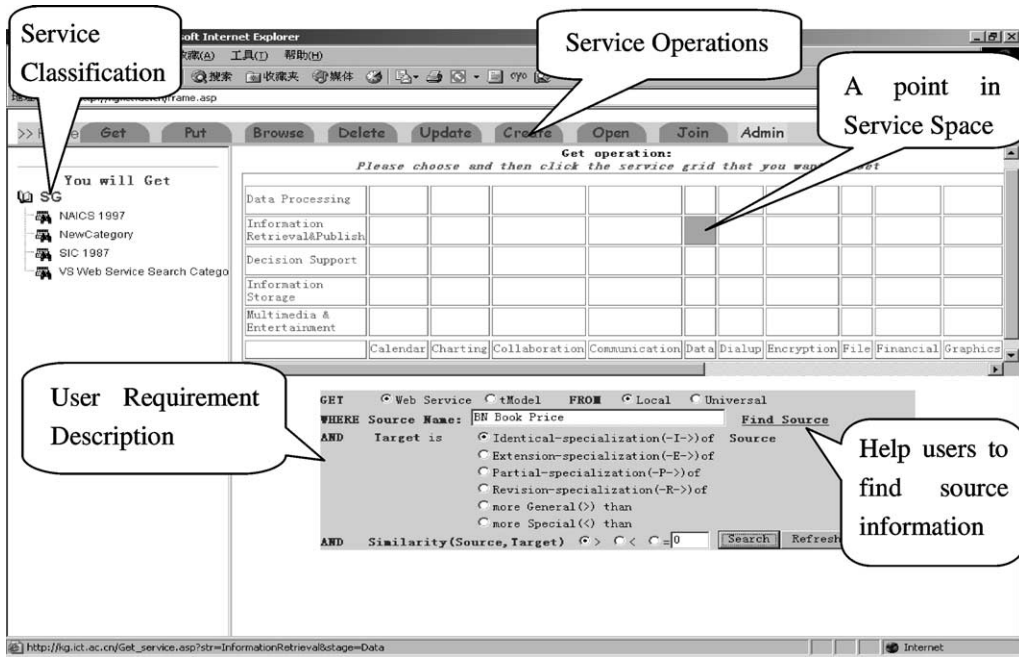 Service
Classification
Service Operations
A point in
Service Space
User Requirement
Description
Help users to
find source
information
oft Internet Explorer
工具(T) 帮助(H)
搜索 收藏夹 媒体
Get Put Browse Delete Update Create Open Join Admin
You will Get
SG
NAICS 1997
NewCategory
SIC 1987
VS Web Service Search Catego
Get operation:
Please choose and then click the service grid that you
Data Processing
Information
Retrieval&Publish
Decision Support
Information
Storage
Multimedia &
Entertainment
Calendar Charting Collaboration Communication Data Dialup Encryption File Financial Graphics
GET Web Service tModel FROM Local Universal
WHERE Source Name: BN Book Price Find Source
AND Target is Identical-specialization(-I->)of Source
Extension-specialization(-E->)of
Partial-specialization(-P->)of
Revision-specialization(-R->)of
more General(>) than
more Special(<) than
AND Similarity(Source,Target) > < = 0 Search Refresh
http://kg.ict.ac.cn/Get_service.asp?str=InformationRetrieval&stage=Data Internet